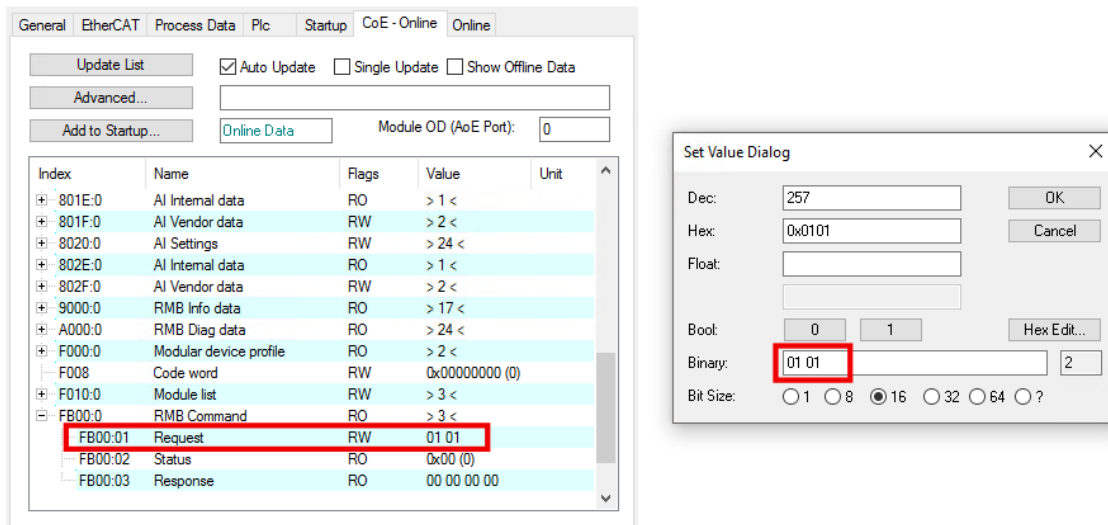 General EtherCAT Process Data Plc Startup CoE - Online Online
Update List Auto Update Single Update Show Offline Data
Advanced...
Add to Startup... Online Data Module OD (AoE Port): 0
Index Name Flags Value Unit
801E:0 AI Internal data RO > 1 <
801F:0 AI Vendor data RW > 2 <
8020:0 AI Settings RW > 24 <
802E:0 AI Internal data RO > 1 <
802F:0 AI Vendor data RW > 2 <
9000:0 RMB Info data RO > 17 <
A000:0 RMB Diag data RO > 24 <
F000:0 Modular device profile RO > 2 <
F008 Code word RW 0x00000000 (0)
F010:0 Module list RW > 3 <
FB00:0 RMB Command RO > 3 <
FB00:01 Request RW 01 01
FB00:02 Status RO 0x00 (0)
FB00:03 Response RO 00 00 00 00
Set Value Dialog
Dec: 257 OK
Hex: 0x0101 Cancel
Float:
Bool: 0 1 Hex Edit...
Binary: 01 01 2
Bit Size: 1 8 16 32 64 ?